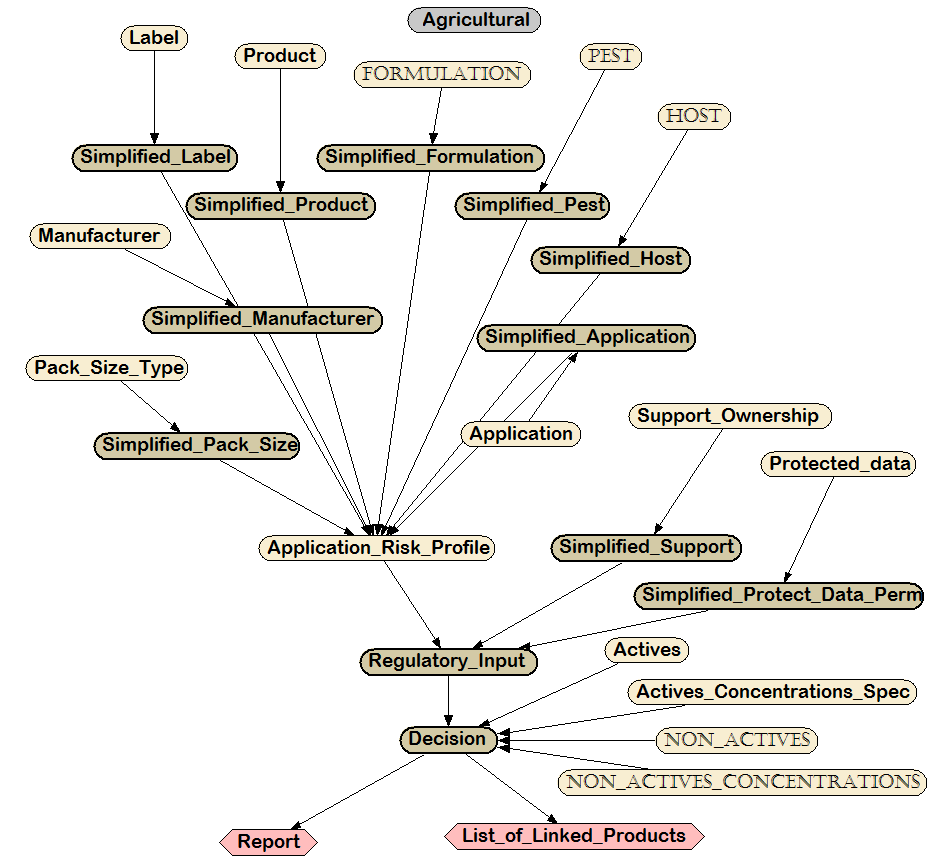 Agricultural
Label
Product
PEST
FORMULATION
HOST
Simplified_Label
Simplified_Formulation
Simplified_Product
Simplified_Pest
Manufacturer
Simplified_Host
Simplified_Manufacturer
Simplified_Application
Pack_Size_Type
Support_Ownership
Application
Simplified_Pack_Size
Protected_data
Application_Risk_Profile
Simplified_Support
Simplified_Protect_Data_Perm
Actives
Regulatory_Input
Actives_Concentrations_Spec
Decision
NON_ACTIVES
NON_ACTIVES_CONCENTRATIONS
List_of_Linked_Products
Report